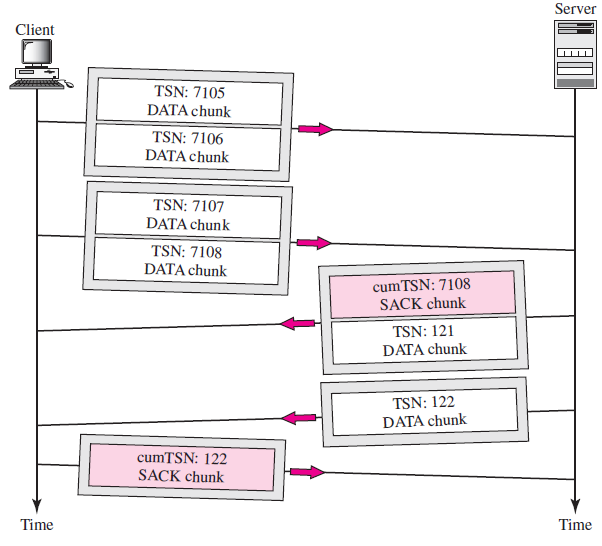 Server
Client
TSN: 7105
DATA chunk
TSN: 7106
DATA chunk
TSN: 7107
DATA chunk
TSN: 7108
DATA chunk
cumTSN: 7108
SACK chunk
TSN: 121
DATA chunk
TSN: 122
DATA chunk
cumTSN: 122
SACK chunk
Time
Time